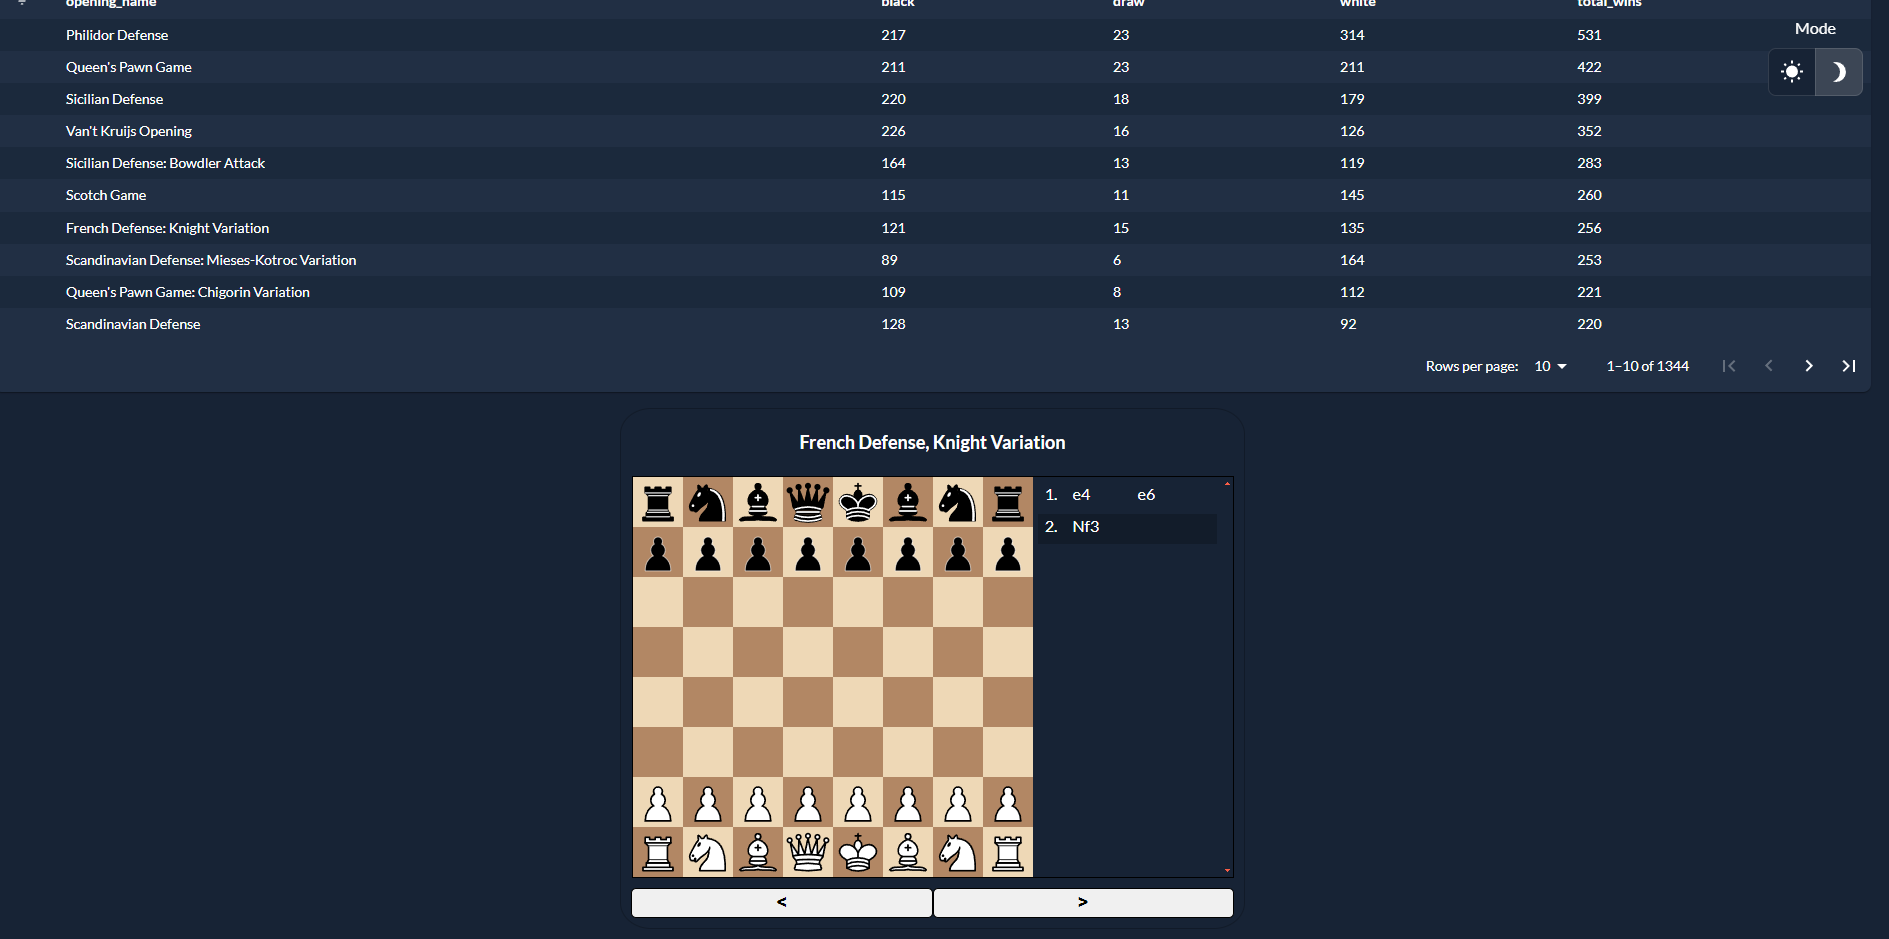 opening_name black draw white total_wins
Mode
Philidor Defense 217 23 314 531
Queen's Pawn Game 211 23 211 422
Sicilian Defense 220 18 179 399
Van't Kruijs Opening 226 16 126 352
Sicilian Defense: Bowdler Attack 164 13 119 283
Scotch Game 115 11 145 260
French Defense: Knight Variation 121 15 135 256
Scandinavian Defense: Mieses-Kotroc Variation 89 6 164 253
Queen's Pawn Game: Chigorin Variation 109 8 112 221
Scandinavian Defense 128 13 92 220
Rows per page: 10 1–10 of 1344
French Defense, Knight Variation
1. e4 e6
2. Nf3
< >